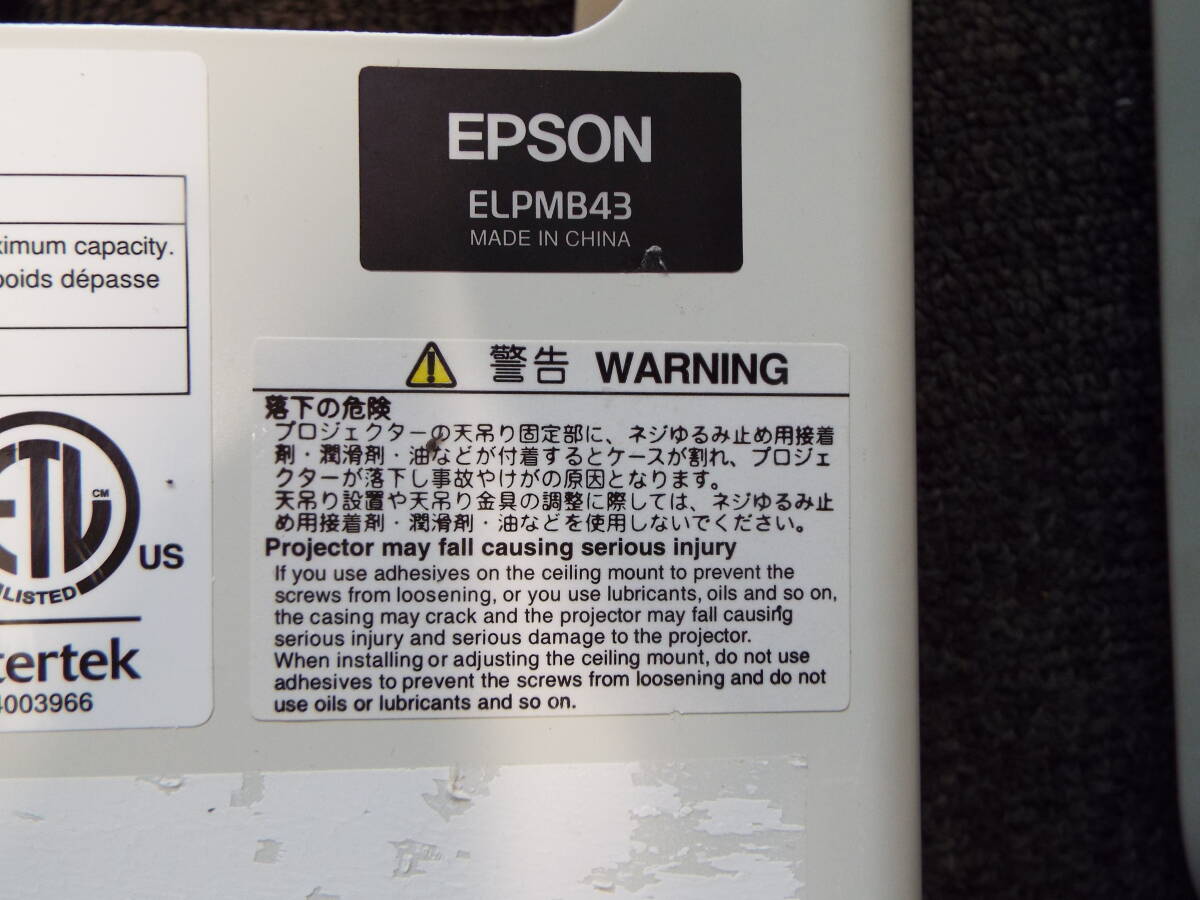 EPSON
ELPMB43
MADE IN CHINA
capacity.
dépasse
CM
US
LISTED
003966
警告 WARNING
落下の危険
プロジェクターの天吊り固定部に、ネジゆるみ止め用接着
剤・潤滑剤・油などが付着するとケースが割れ、プロジェ
クターが落下し事故やけがの原因となります。
天吊り設置や天吊り金具の調整に際しては、ネジゆるみ止
め用接着剤・潤滑剤・油などを使用しないでください。
Projector may fall causing serious injury
If you use adhesives on the ceiling mount to prevent the
screws from loosening, or you use lubricants, oils and so on,
the casing may crack and the projector may fall causing
serious injury and serious damage to the projector.
When installing or adjusting the ceiling mount, do not use
adhesives to prevent the screws from loosening and do not
use oils or lubricants and so on.